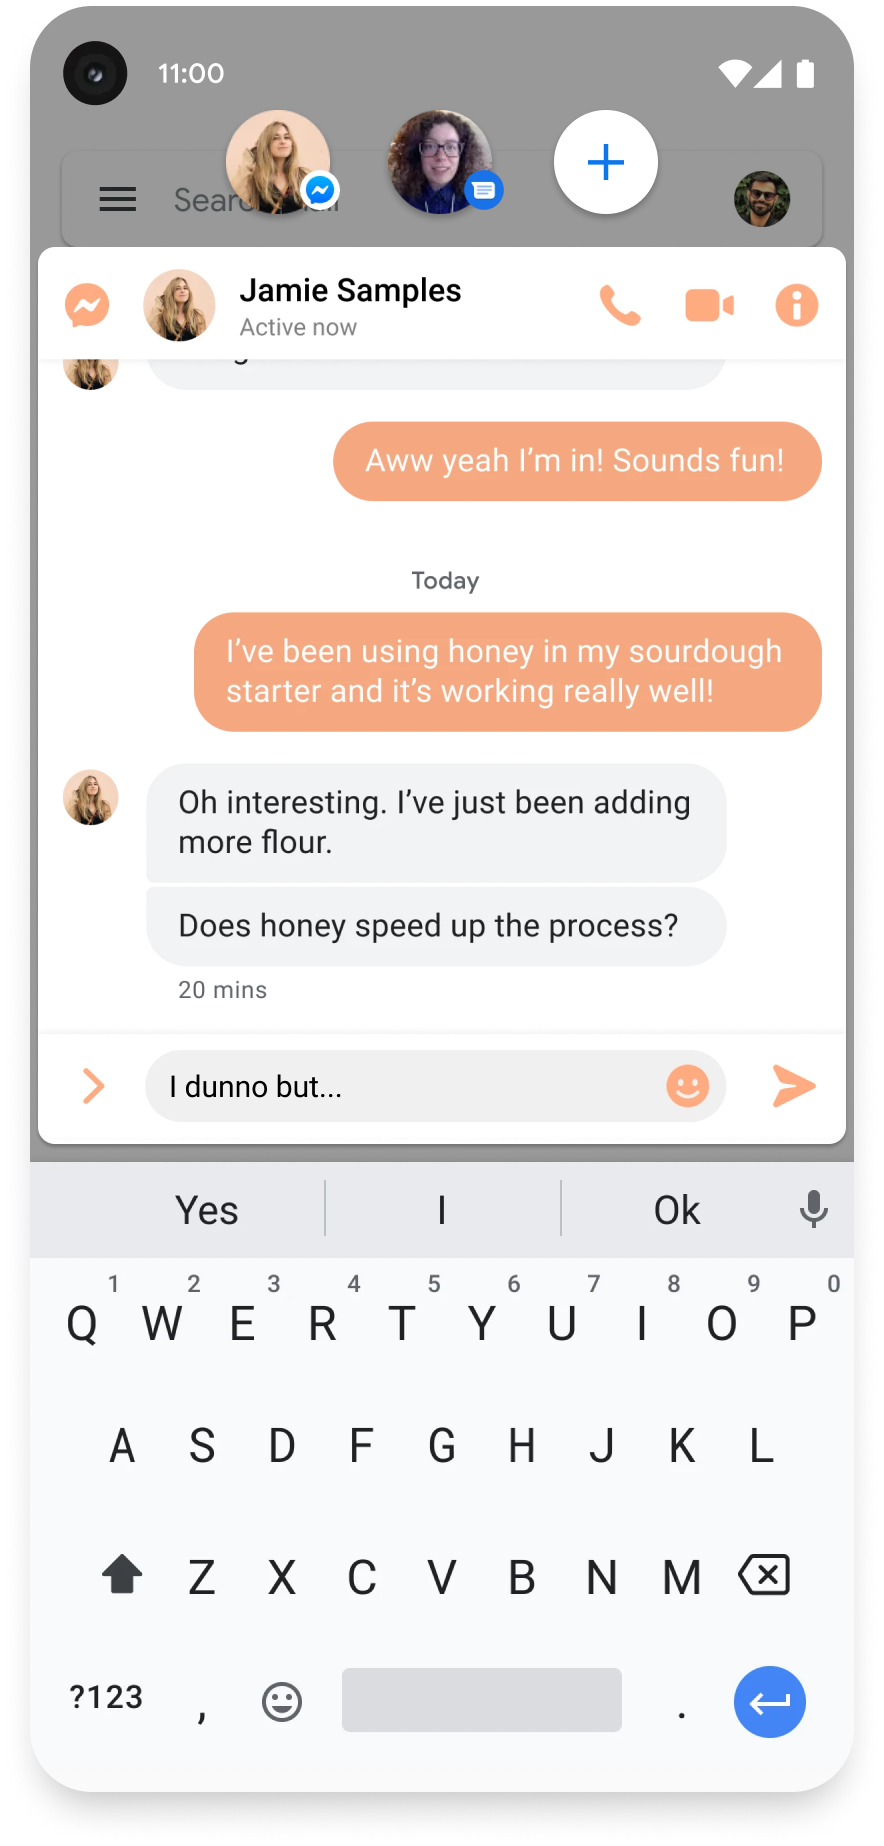 11:00
Jamie Samples
Active now
Aww yeah I’m in! Sounds fun!
Today
I’ve been using honey in my sourdough
starter and it’s working really well!
Oh interesting. I’ve just been adding
more flour.
Does honey speed up the process?
20 mins
I dunno but...
Yes I Ok
1 2 3 4 5 6 7 8 9 0
Q W E R T Y U I O P
A S D F G H J K L
Z X C V B N M
?123 , .